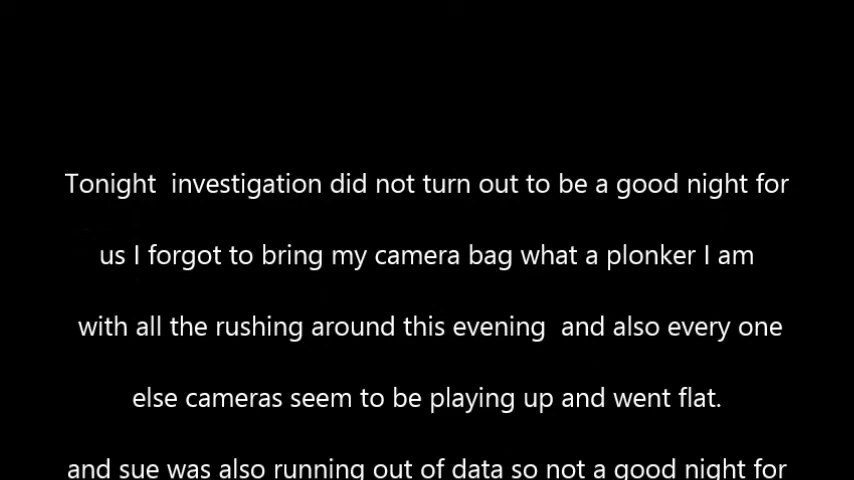 Tonight  investigation did not turn out to be a good night for
us I forgot to bring my camera bag what a plonker I am
with all the rushing around this evening  and also every one
else cameras seem to be playing up and went flat.
and sue was also running out of data so not a good night for